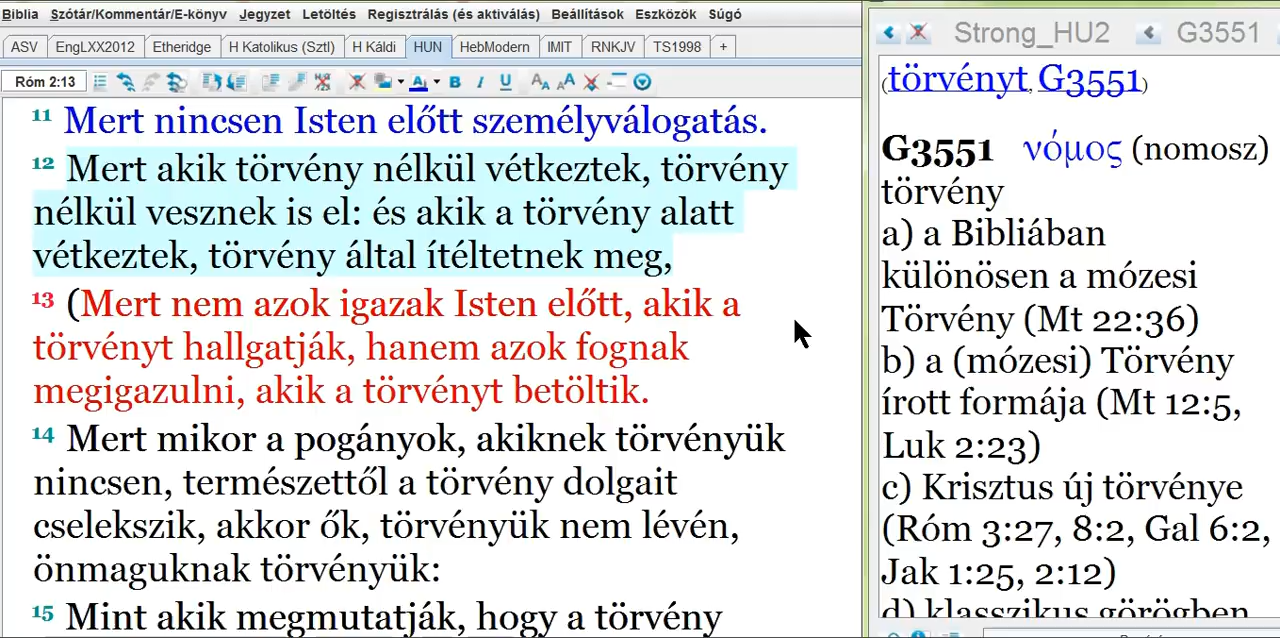 Biblia Szótár/Kommentár/E-könyv Jegyzet Letöltés Regisztrálás (és aktiválás) Beállítások Eszközök Súgó
ASV EngLXX2012 Etheridge H Katolikus (Sztl) H Káldi HUN HebModern IMIT RNKJV TS1998 +
Róm 2:13
11 Mert nincsen Isten előtt személyválogatás.
12 Mert akik törvény nélkül vétkeztek, törvény
nélkül vesznek is el: és akik a törvény alatt
vétkeztek, törvény által ítéltetnek meg,
13 (Mert nem azok igazak Isten előtt, akik a
törvényt hallgatják, hanem azok fognak
megigazulni, akik a törvényt betöltik.
14 Mert mikor a pogányok, akiknek törvényük
nincsen, természettől a törvény dolgait
cselekszik, akkor ők, törvényük nem lévén,
önmaguknak törvényük:
15 Mint akik megmutatják, hogy a törvény
Strong_HU2 G3551
(törvényt, G3551)
G3551 νόμος (nomosz)
törvény
a) a Bibliában
különösen a mózesi
Törvény (Mt 22:36)
b) a (mózesi) Törvény
írott formája (Mt 12:5,
Luk 2:23)
c) Krisztus új törvénye
(Róm 3:27, 8:2, Gal 6:2,
Jak 1:25, 2:12)
d) klasszikus görögben